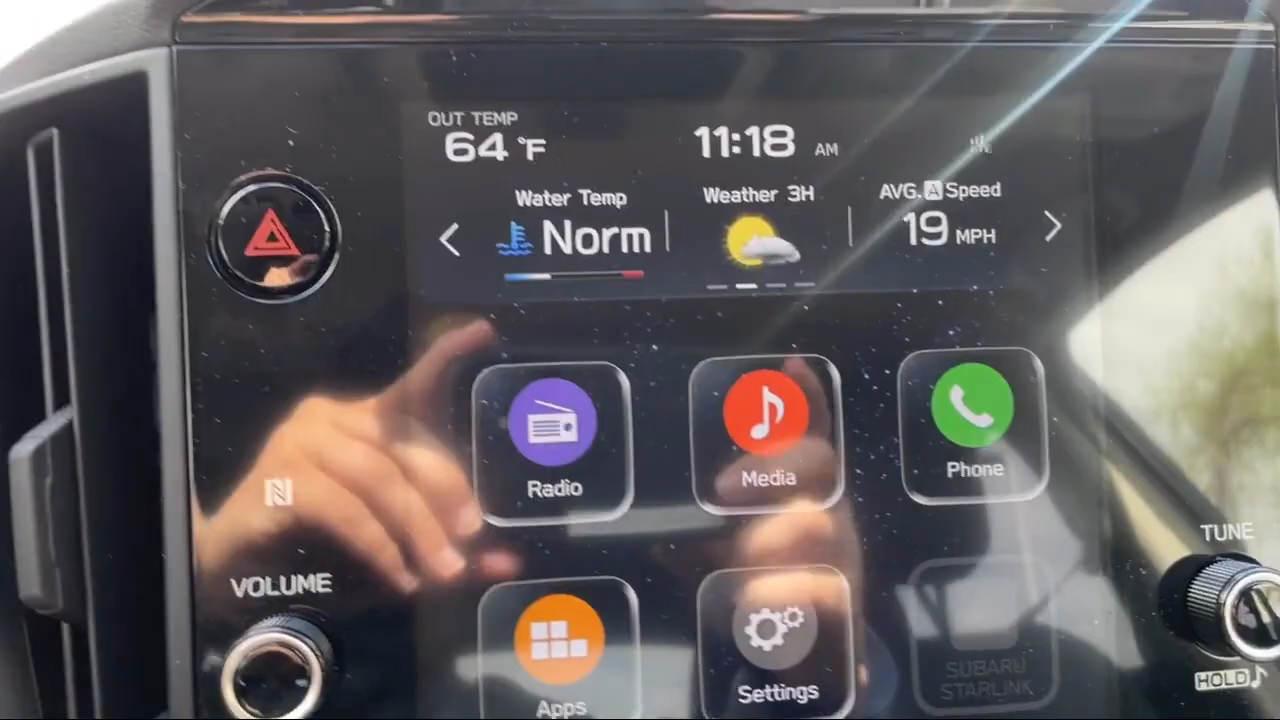 OUT TEMP
64 °F
11:18 AM
Water Temp
Norm
Weather 3H
AVG. A Speed
19 MPH
Radio
Media
Phone
VOLUME
TUNE
Apps
Settings
SUBARU
STARLINK
HOLD